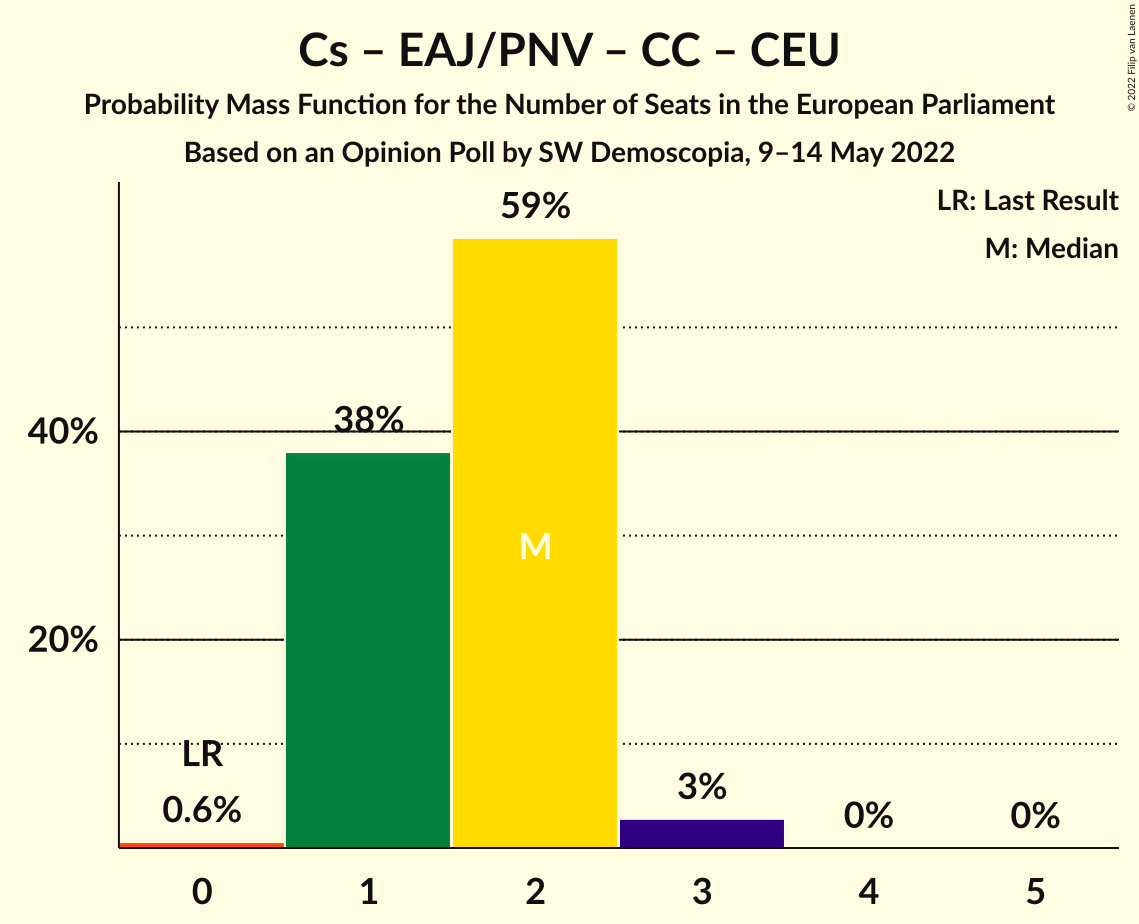 Cs – EAJ/PNV – CC – CEU
Probability Mass Function for the Number of Seats in the European Parliament
Based on an Opinion Poll by SW Demoscopia, 9–14 May 2022
© 2022 Filip van Laenen
LR: Last Result
M: Median
59%
38%
40%
M
20%
LR
0.6%
3%
0%
0%
0
1
2
3
4
5